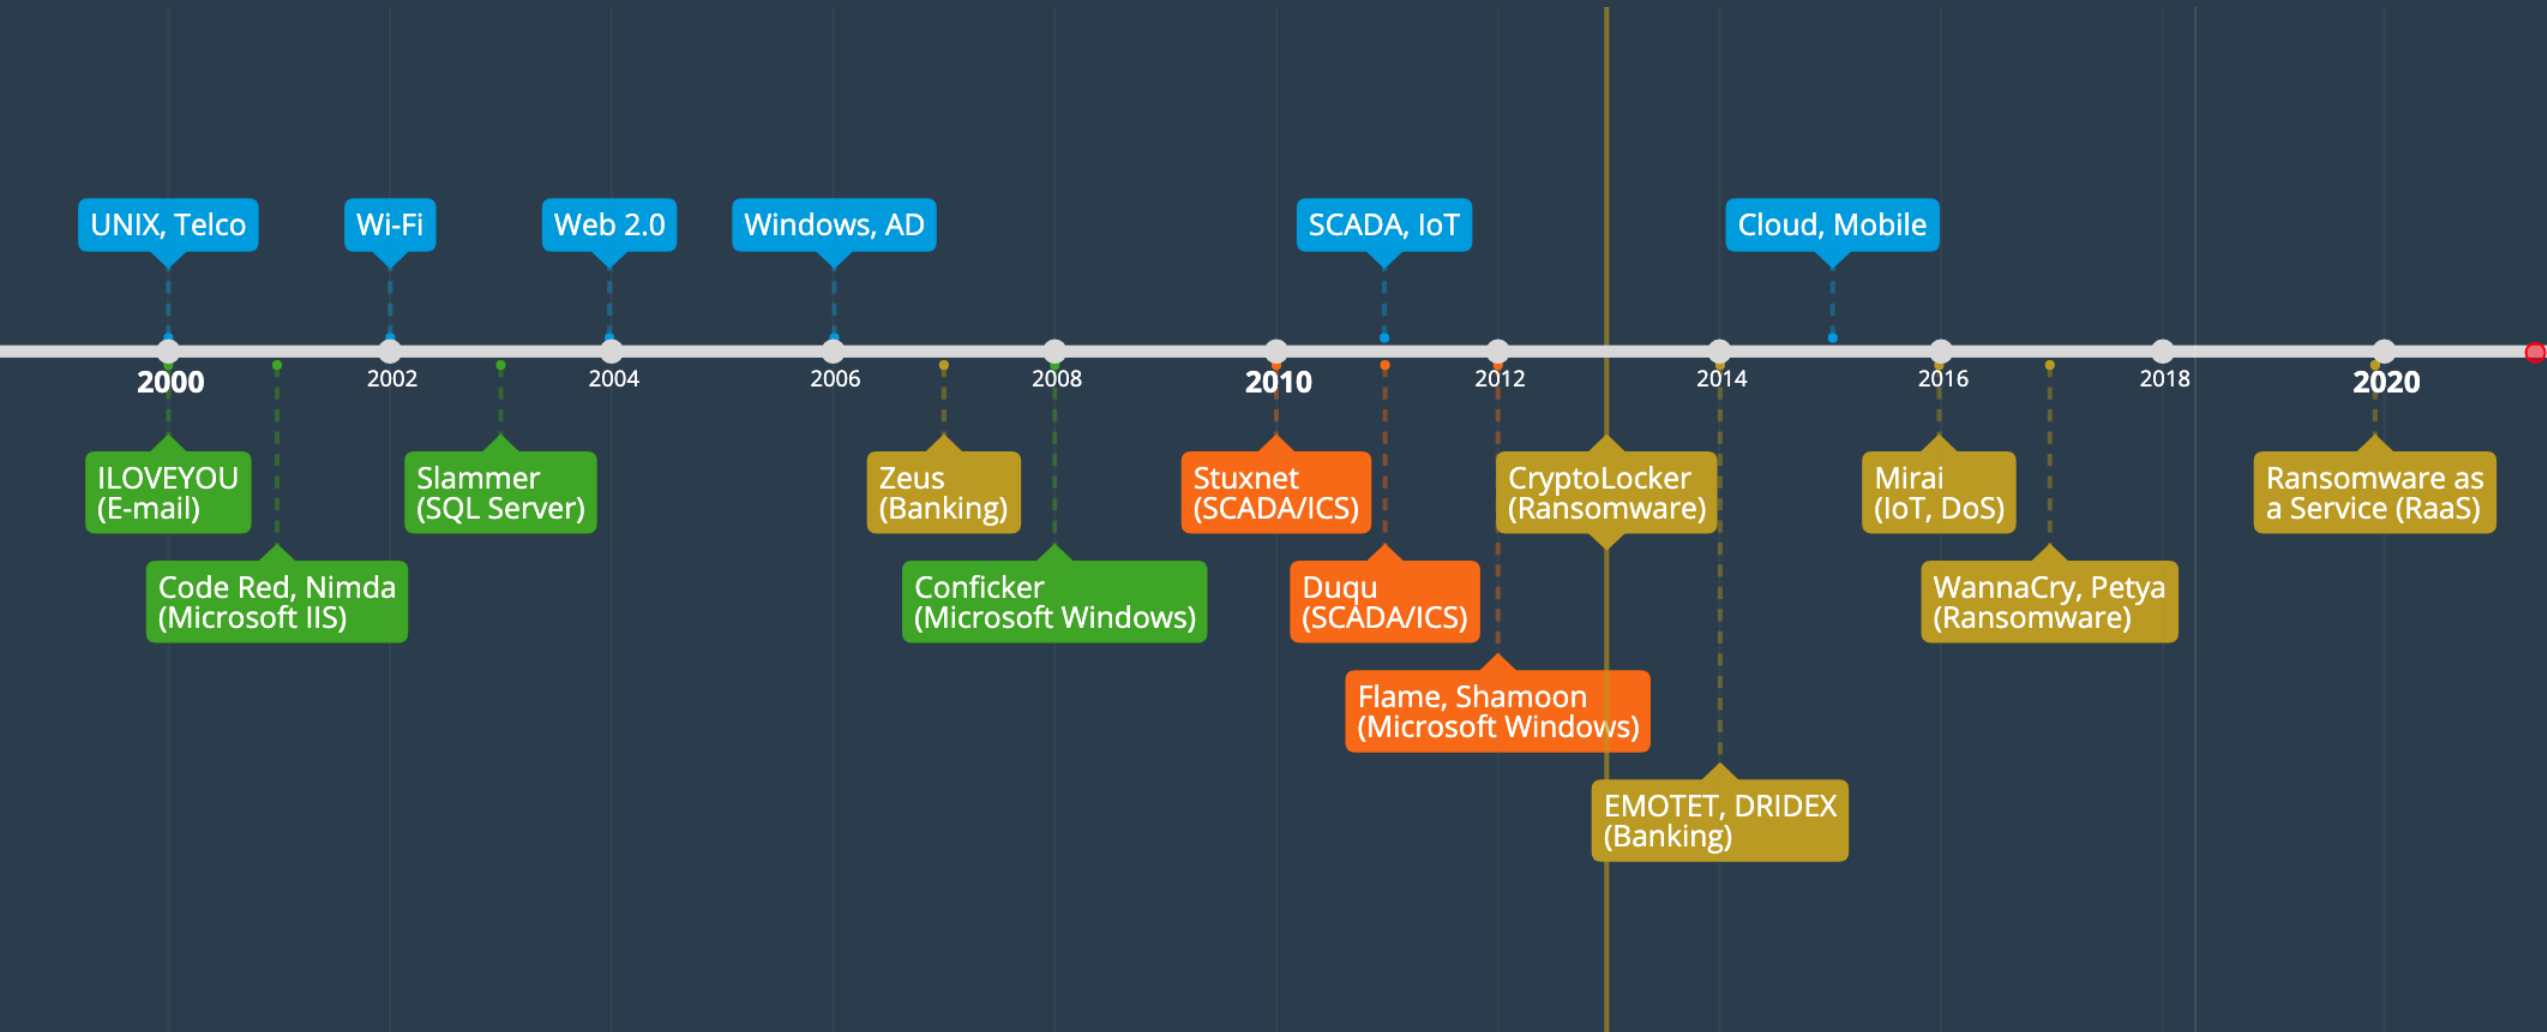 UNIX, Telco
Wi-Fi
Web 2.0
Windows, AD
SCADA, IoT
Cloud, Mobile
2000
2002
2004
2006
2008
2010
2012
2014
2016
2018
2020
ILOVEYOU
(E-mail)
Slammer
(SQL Server)
Zeus
(Banking)
Stuxnet
(SCADA/ICS)
CryptoLocker
(Ransomware)
Mirai
(IoT, DoS)
Ransomware as
a Service (RaaS)
Code Red, Nimda
(Microsoft IIS)
Conficker
(Microsoft Windows)
Duqu
(SCADA/ICS)
WannaCry, Petya
(Ransomware)
Flame, Shamoon
(Microsoft Windows)
EMOTET, DRIDEX
(Banking)